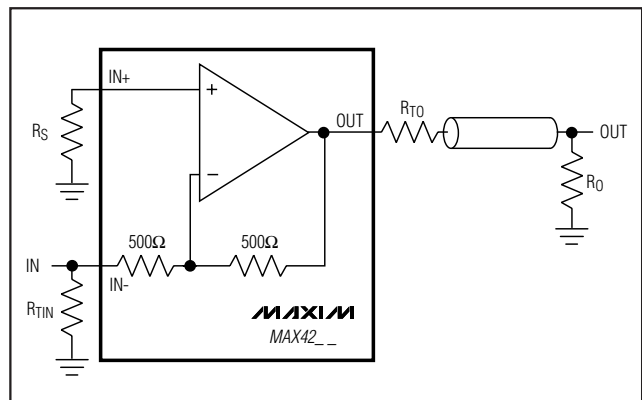 IN+
+
OUT
RTO
OUT
RS
RO
−
500Ω
500Ω
IN
IN-
RTIN
MAXIM
MAX42_ _